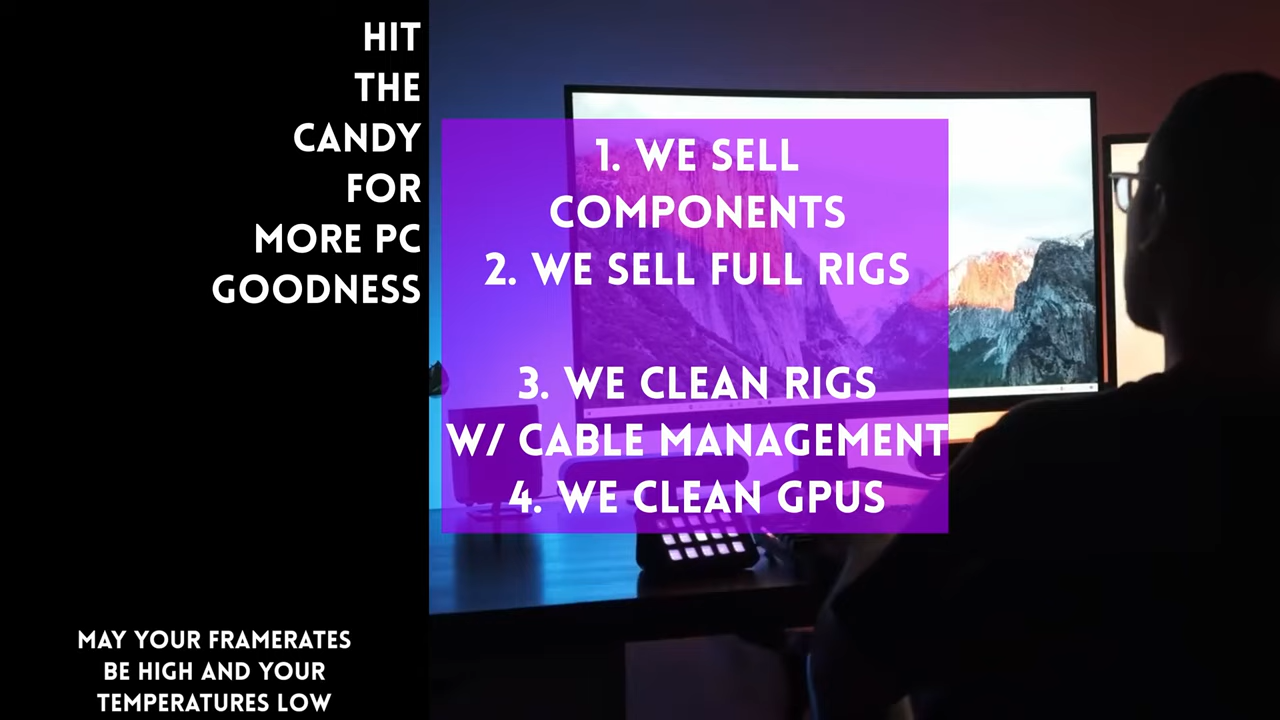 HIT
THE
CANDY
FOR
MORE PC
GOODNESS
1. WE SELL
COMPONENTS
2. WE SELL FULL RIGS
3. WE CLEAN RIGS
W/ CABLE MANAGEMENT
4. WE CLEAN GPUS
MAY YOUR FRAMERATES
BE HIGH AND YOUR
TEMPERATURES LOW